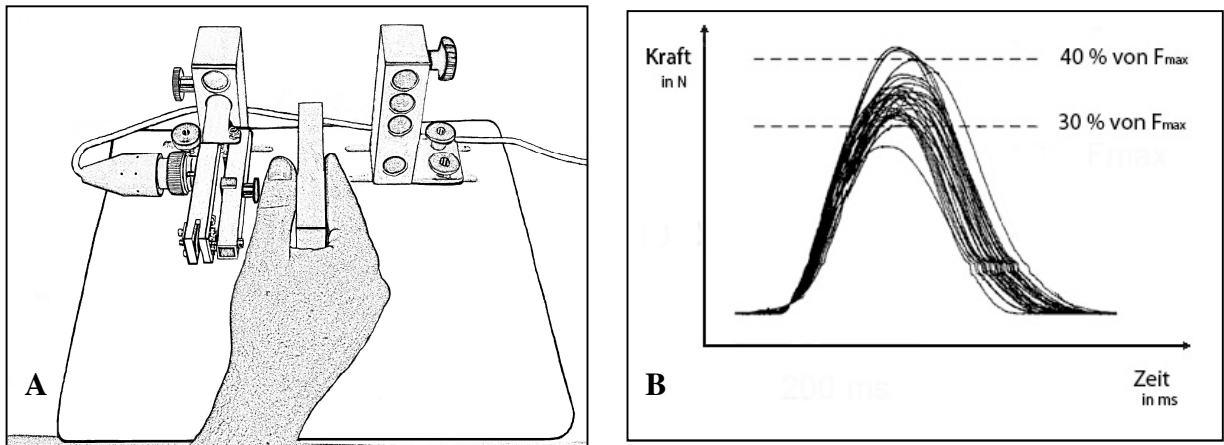 A
Kraft
in N
40 % von Fmax
30 % von Fmax
Fmax
200 ms
B
Zeit
in ms